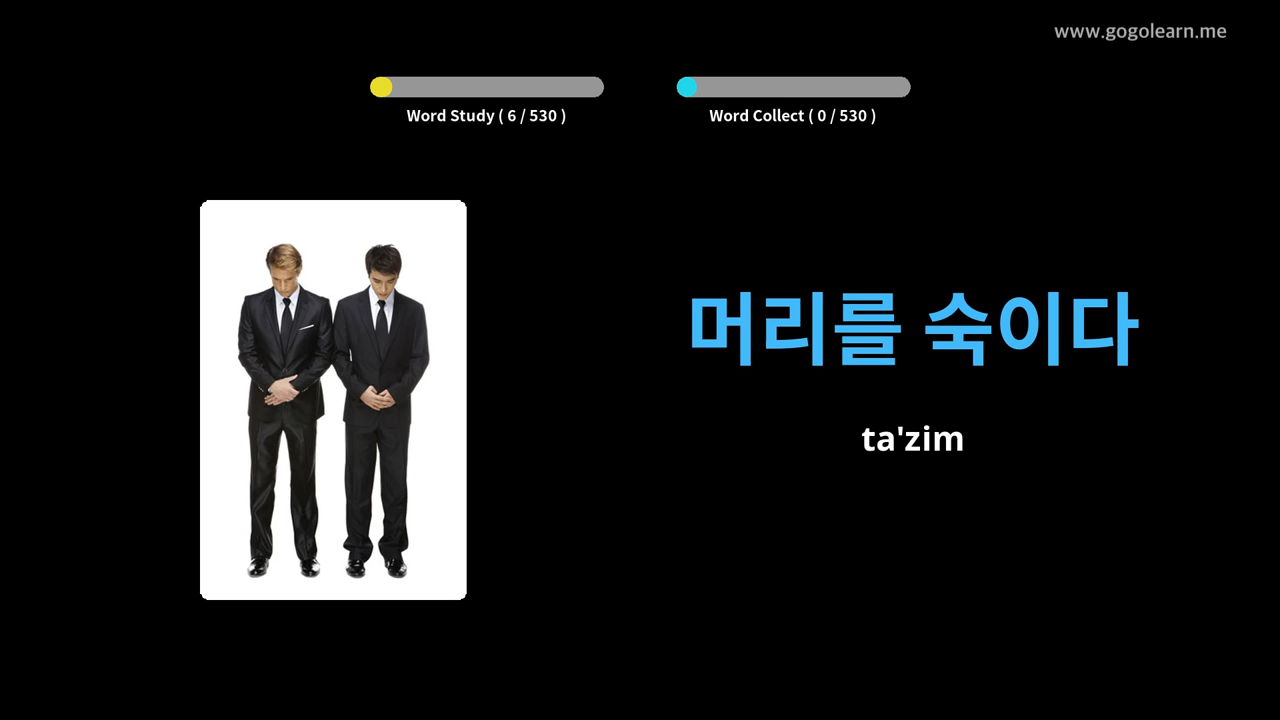 www.gogolearn.me
Word Study ( 6 / 530 )
Word Collect ( 0 / 530 )
머리를 숙이다
ta'zim